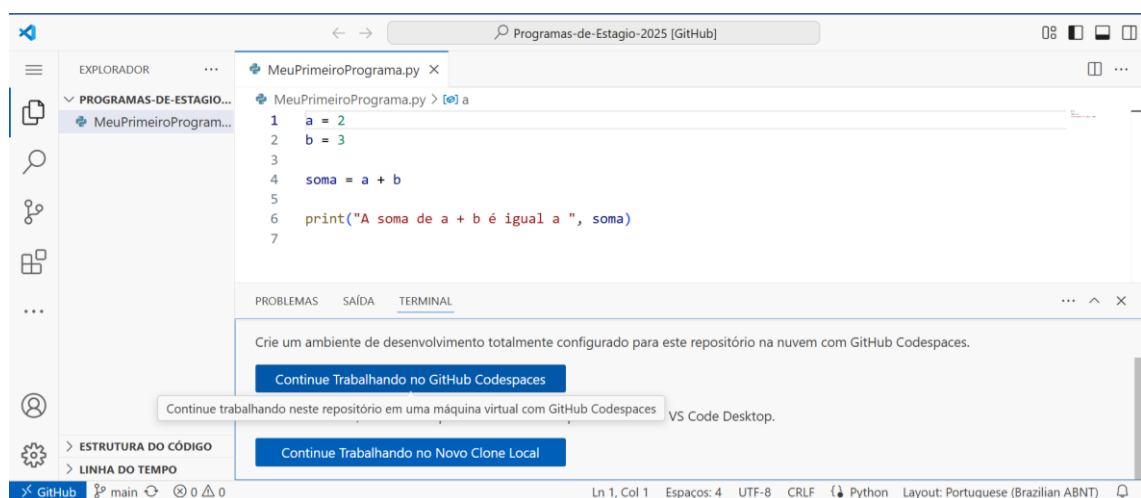 Programas-de-Estagio-2025 [GitHub]
EXPLORADOR
PROGRAMAS-DE-ESTAGIO...
MeuPrimeiroProgram...
MeuPrimeiroPrograma.py
MeuPrimeiroPrograma.py > a
1 a = 2
2 b = 3
3
4 soma = a + b
5
6 print("A soma de a + b é igual a ", soma)
7
PROBLEMAS SAÍDA TERMINAL
Crie um ambiente de desenvolvimento totalmente configurado para este repositório na nuvem com GitHub Codespaces.
Continue Trabalhando no GitHub Codespaces
Continue trabalhando neste repositório em uma máquina virtual com GitHub Codespaces
VS Code Desktop.
Continue Trabalhando no Novo Clone Local
ESTRUTURA DO CÓDIGO
LINHA DO TEMPO
GitHub main 0 0 Ln 1, Col 1 Espaços: 4 UTF-8 CRLF Python Layout: Portuguese (Brazilian ABNT)